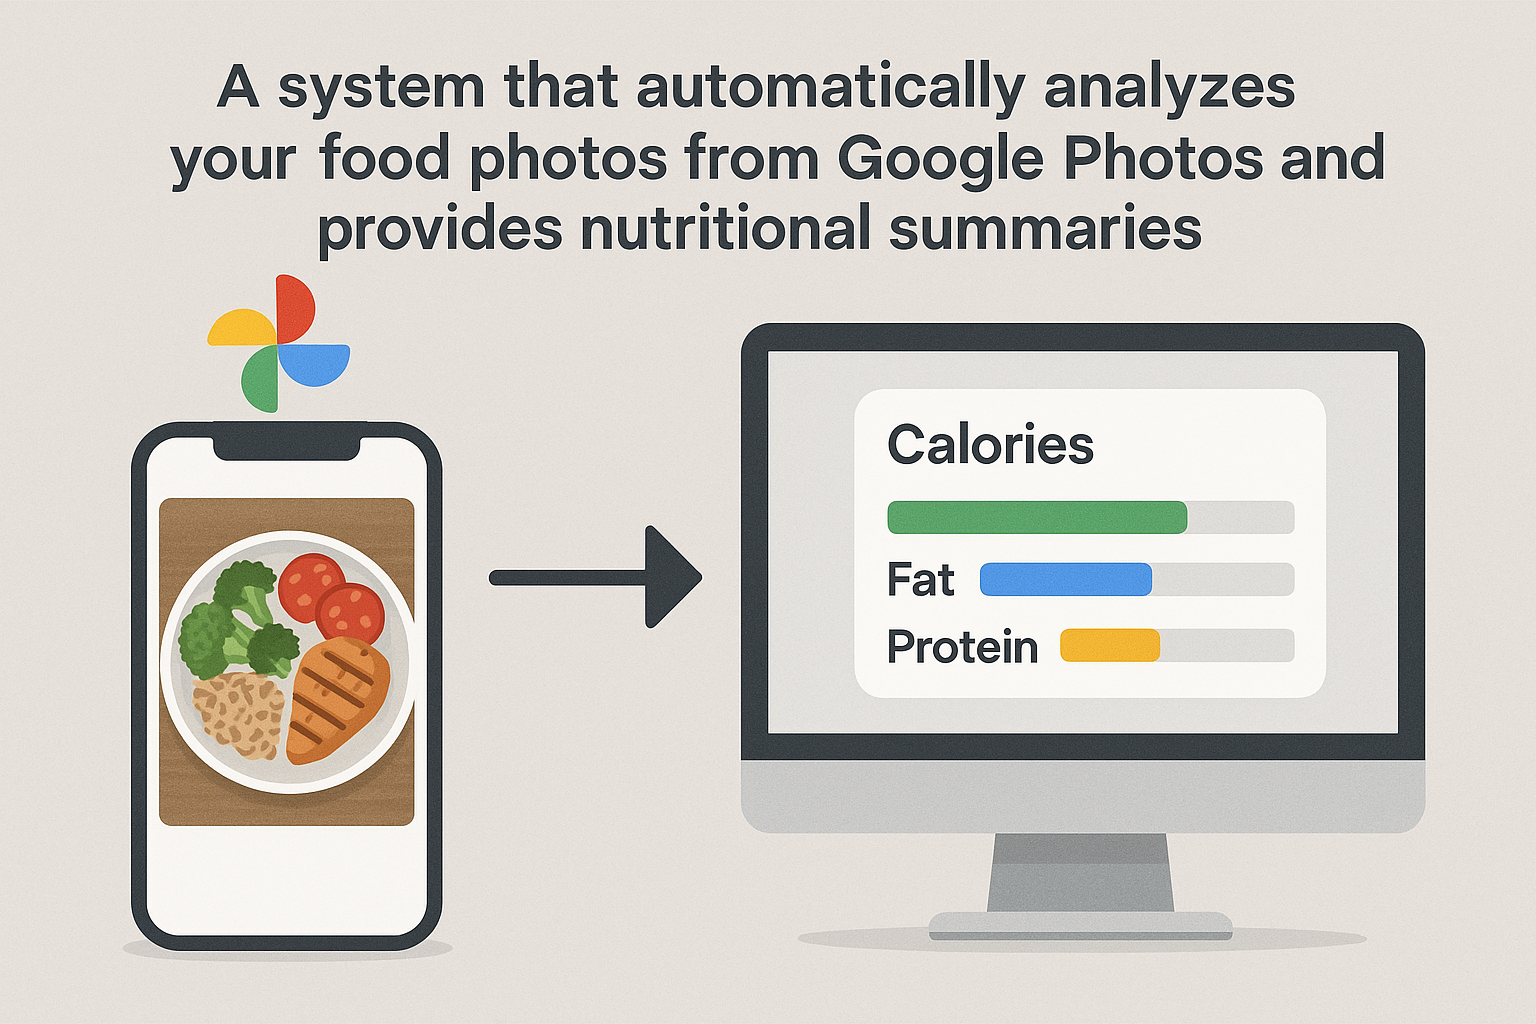 A system that automatically analyzes
your food photos from Google Photos and
provides nutritional summaries
Calories
Fat
Protein